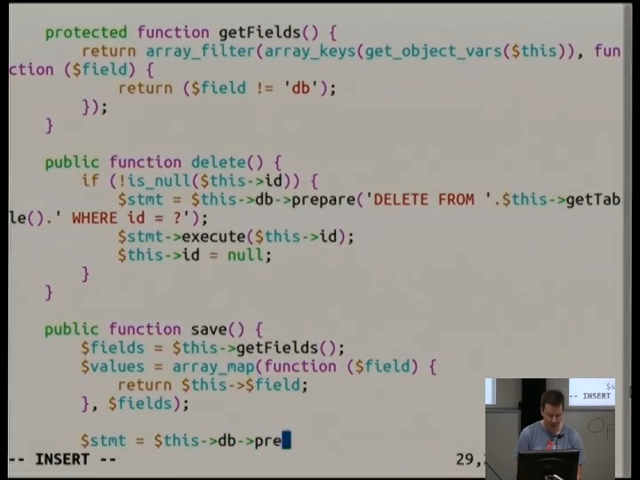 protected function getFields() {
return array_filter(array_keys(get_object_vars($this)), fun
ction ($field) {
return ($field != 'db');
});
}
public function delete() {
if (!is_null($this->id)) {
$stmt = $this->db->prepare('DELETE FROM '.$this->getTab
le().' WHERE id = ?');
$stmt->execute($this->id);
$this->id = null;
}
}
public function save() {
$fields = $this->getFields();
$values = array_map(function ($field) {
return $this->$field;
}, $fields);
$stmt = $this->db->pre
-- INSERT --
29,
-- INSERT